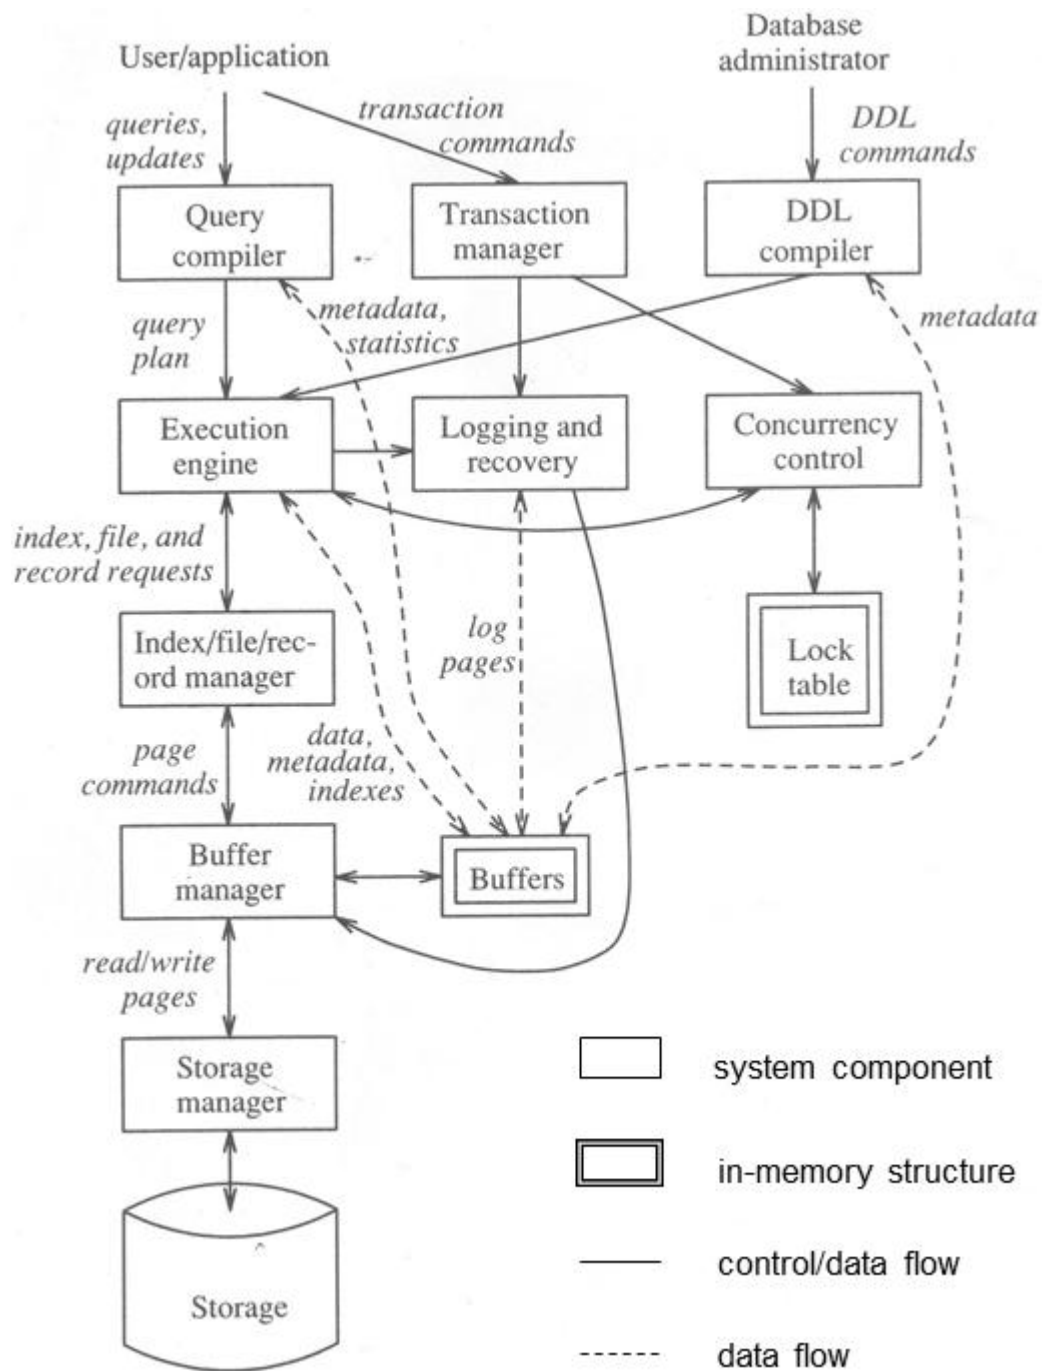 User/application
Database
administrator
queries,
updates
transaction
commands
DDL
commands
Query
compiler
Transaction
manager
DDL
compiler
query
plan
metadata,
statistics
metadata
Execution
engine
Logging and
recovery
Concurrency
control
index, file, and
record requests
log
pages
Lock
table
Index/file/rec-
ord manager
page
commands
data,
metadata,
indexes
Buffer
manager
Buffers
read/write
pages
Storage
manager
Storage
system component
in-memory structure
control/data flow
data flow